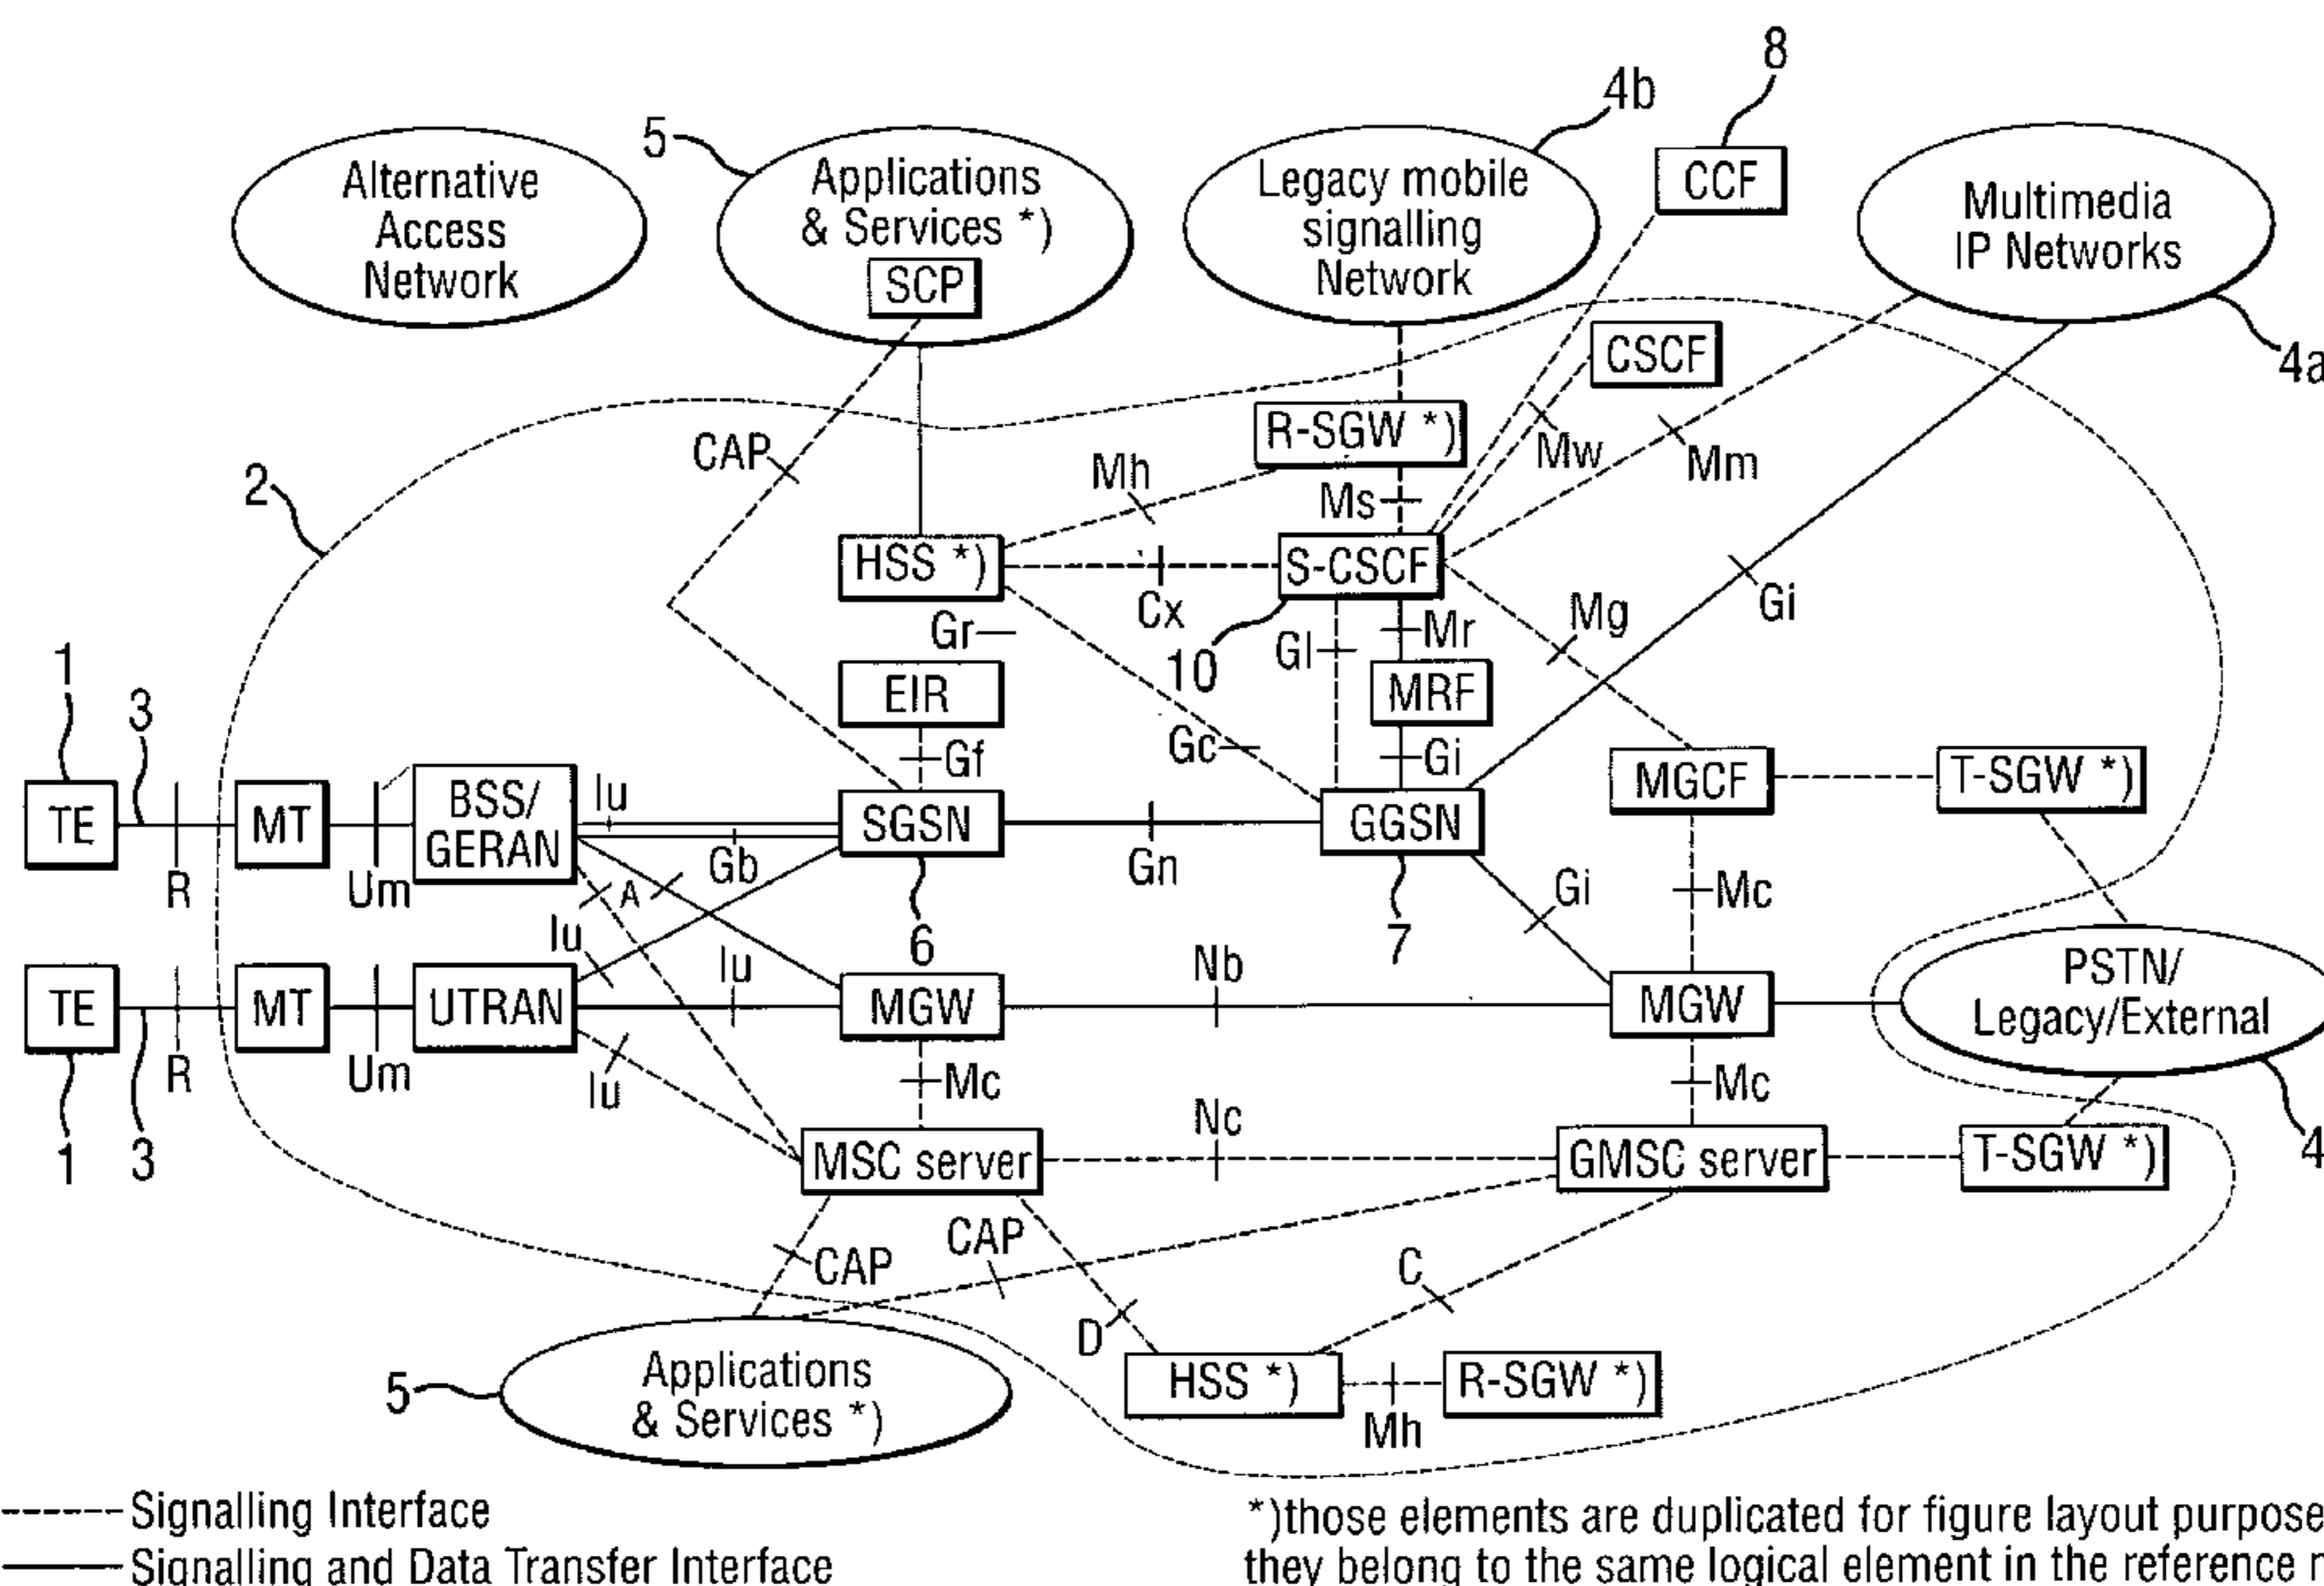 8
4b
5
Alternative
Access
Network
Applications
& Services *)
SCP
Legacy mobile
signalling
Network
CCF
Multimedia
IP Networks
4a
CSCF
R-SGW *)
CAP
Mh
Ms
Mw
Mm
2
HSS *)
Cx
S-CSCF
Gi
Mg
Gr
10
GI
Mr
EIR
MRF
1
3
Gc
Gf
Gi
TE
R
MT
Um
BSS/
GERAN
Iu
Gb
SGSN
Gn
GGSN
MGCF
T-SGW *)
A
6
7
Gi
Mc
Iu
Iu
Nb
TE
R
MT
Um
UTRAN
MGW
MGW
PSTN/
Legacy/External
Iu
Mc
Mc
1
3
Nc
4
MSC server
GMSC server
T-SGW *)
CAP
CAP
C
D
5
Applications
& Services *)
HSS *)
Mh
R-SGW *)
Signalling Interface
Signalling and Data Transfer Interface
*)those elements are duplicated for figure layout purpose
they belong to the same logical element in the reference